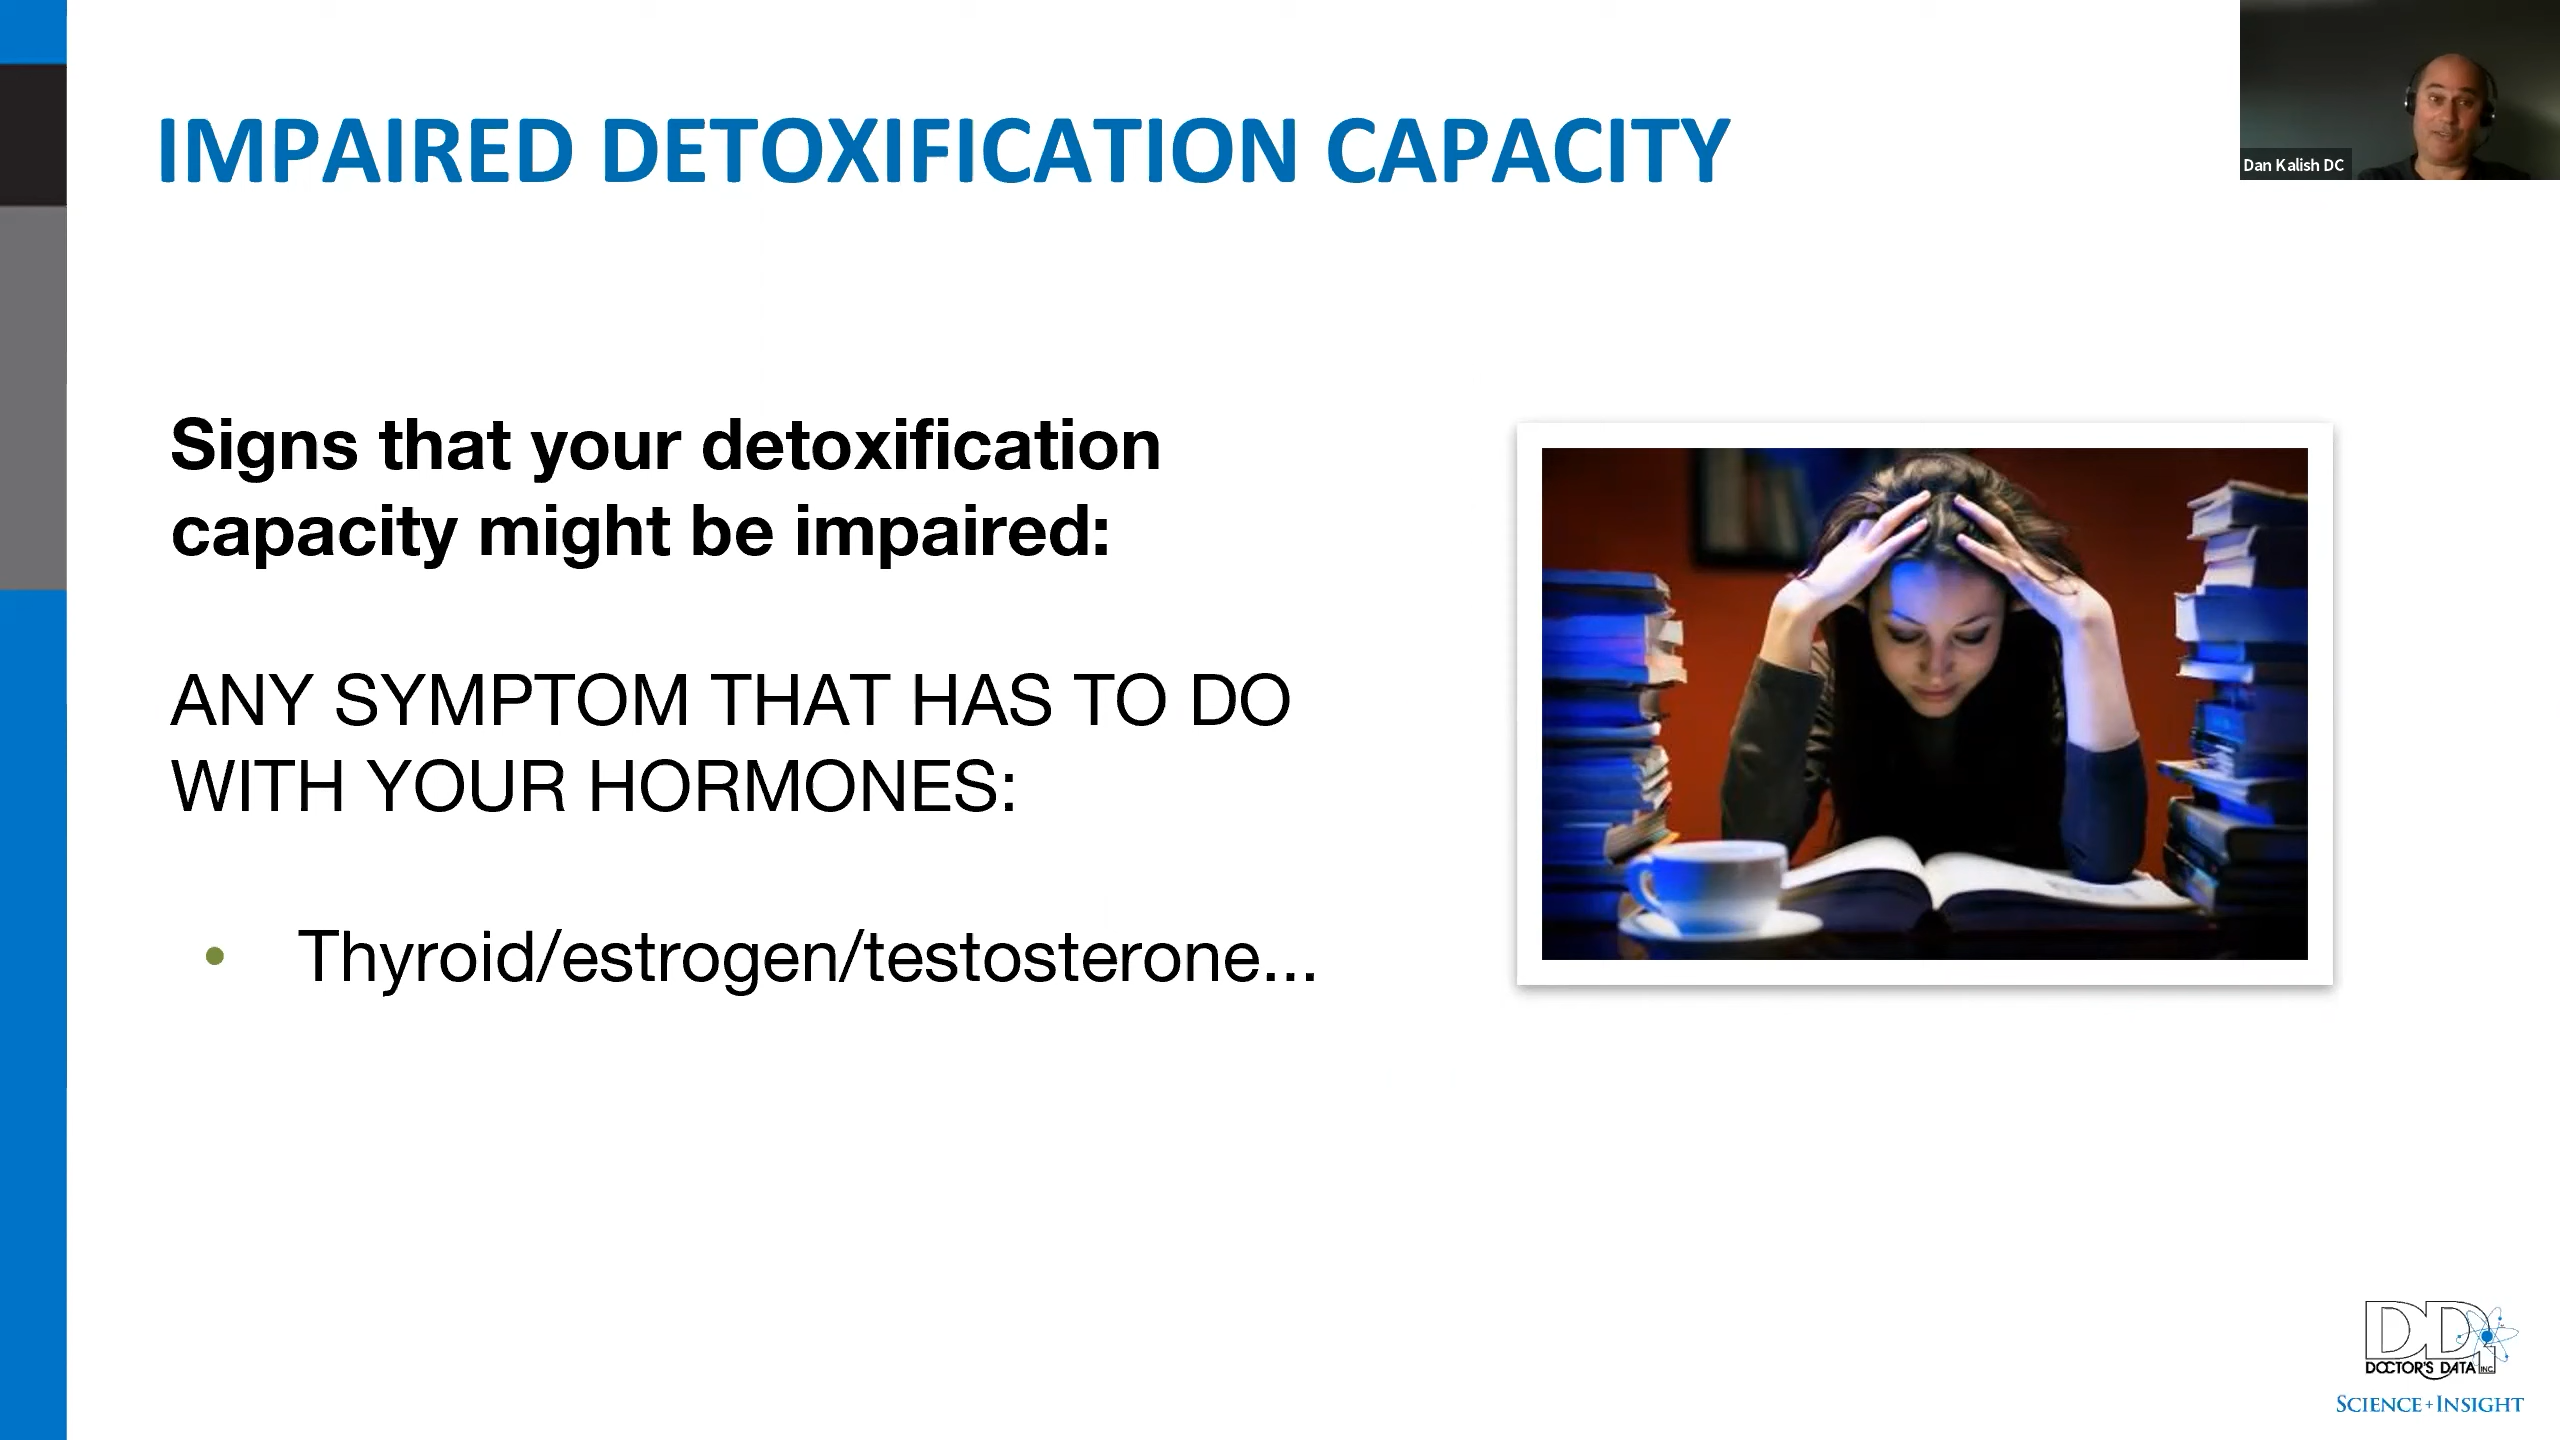 IMPAIRED DETOXIFICATION CAPACITY
Dan Kalish DC
Signs that your detoxification
capacity might be impaired:
ANY SYMPTOM THAT HAS TO DO
WITH YOUR HORMONES:
• Thyroid/estrogen/testosterone...
DDI
DOCTOR'S DATA INC.
SCIENCE+INSIGHT